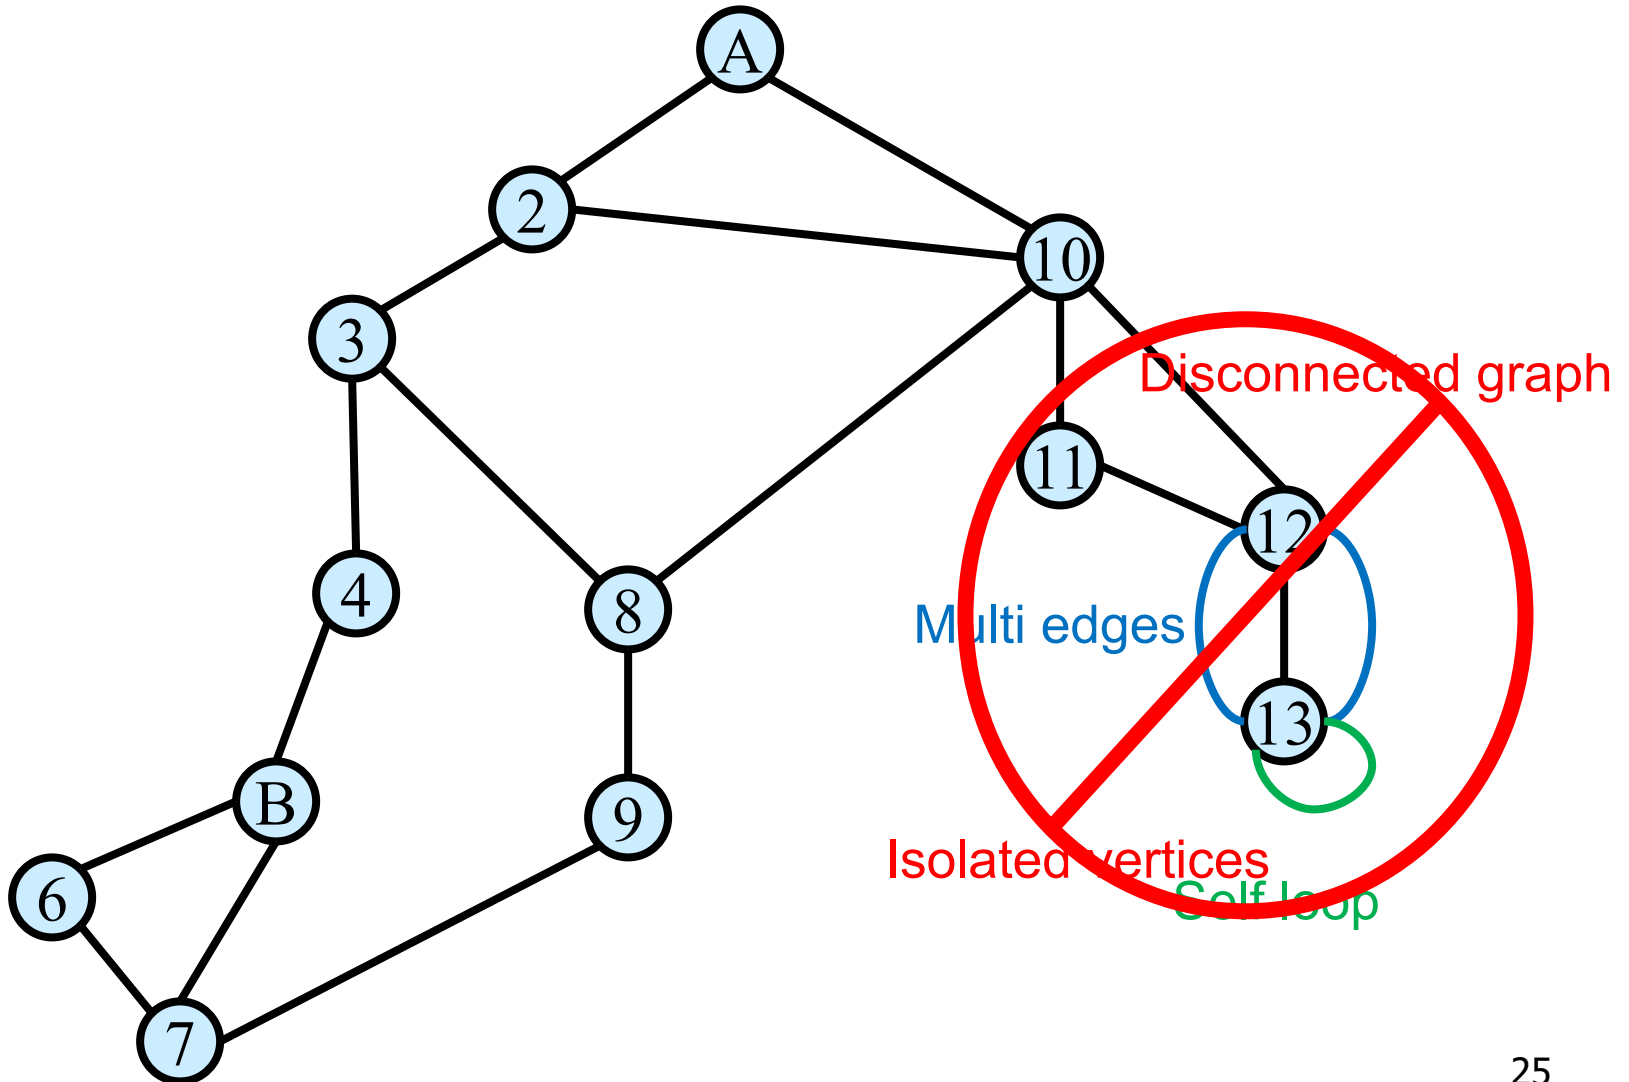 A
2
10
3
Disconnected graph
11
12
4
8
Multi edges
13
B
9
Isolated vertices
6
Self loop
7
25